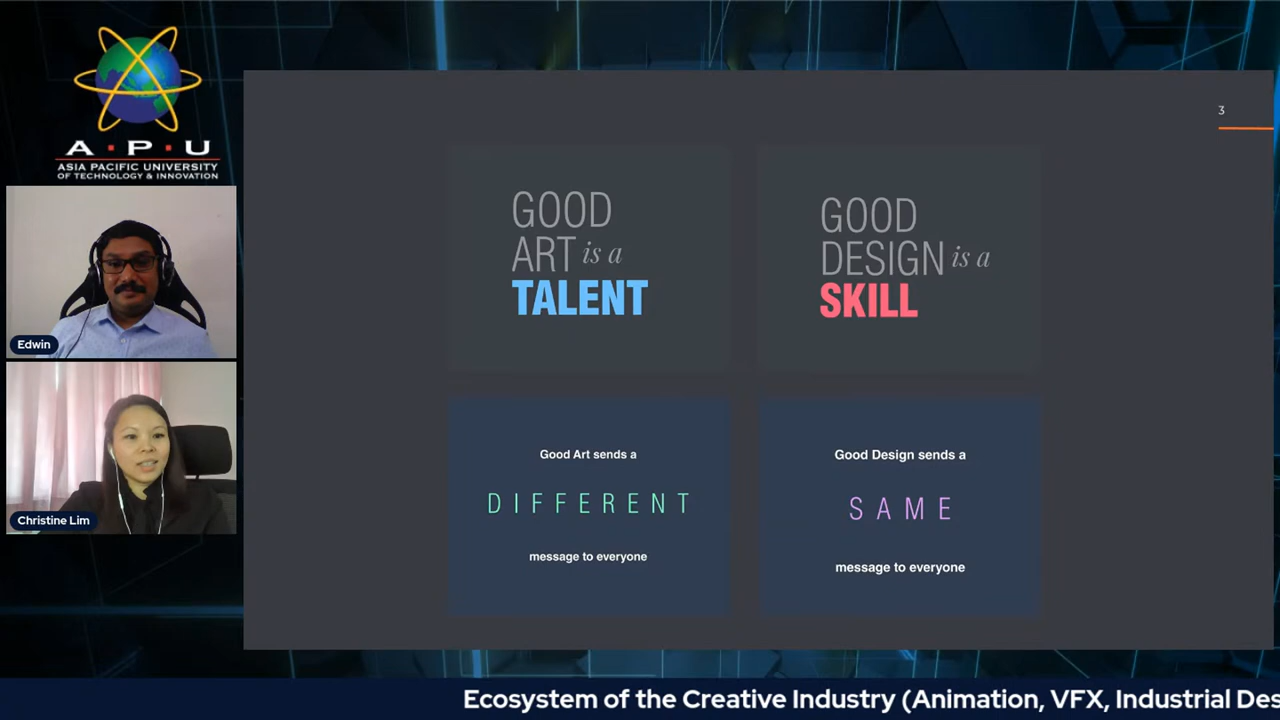 A·P·U
ASIA PACIFIC UNIVERSITY
OF TECHNOLOGY & INNOVATION
Edwin
Christine Lim
3
GOOD
ART is a
TALENT
GOOD
DESIGN is a
SKILL
Good Art sends a
DIFFERENT
message to everyone
Good Design sends a
SAME
message to everyone
Ecosystem of the Creative Industry (Animation, VFX, Industrial Des